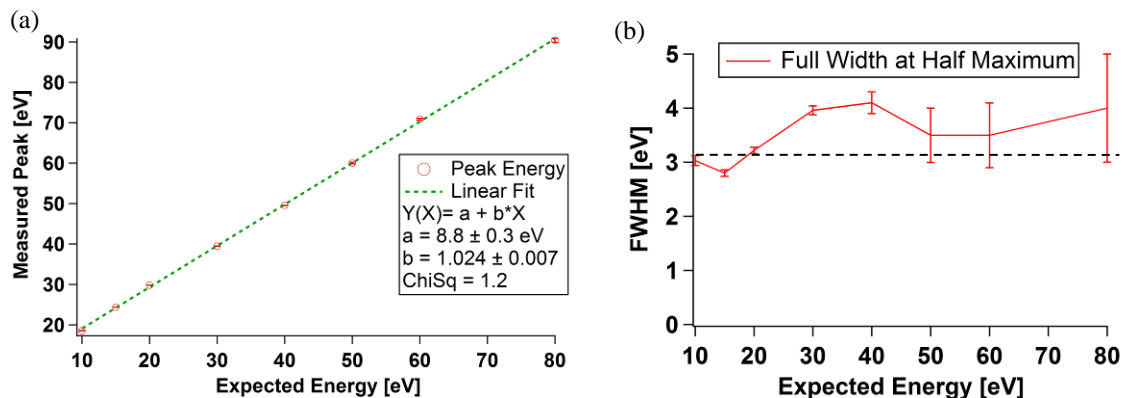 (a)
90
80
70
60
50
40
30
20
Measured Peak [eV]
10 20 30 40 50 60 70 80
Expected Energy [eV]
Peak Energy
Linear Fit
Y(X)= a + b*X
a = 8.8 ± 0.3 eV
b = 1.024 ± 0.007
ChiSq = 1.2
(b)
5
4
3
2
1
0
FWHM [eV]
10 20 30 40 50 60 70 80
Expected Energy [eV]
Full Width at Half Maximum